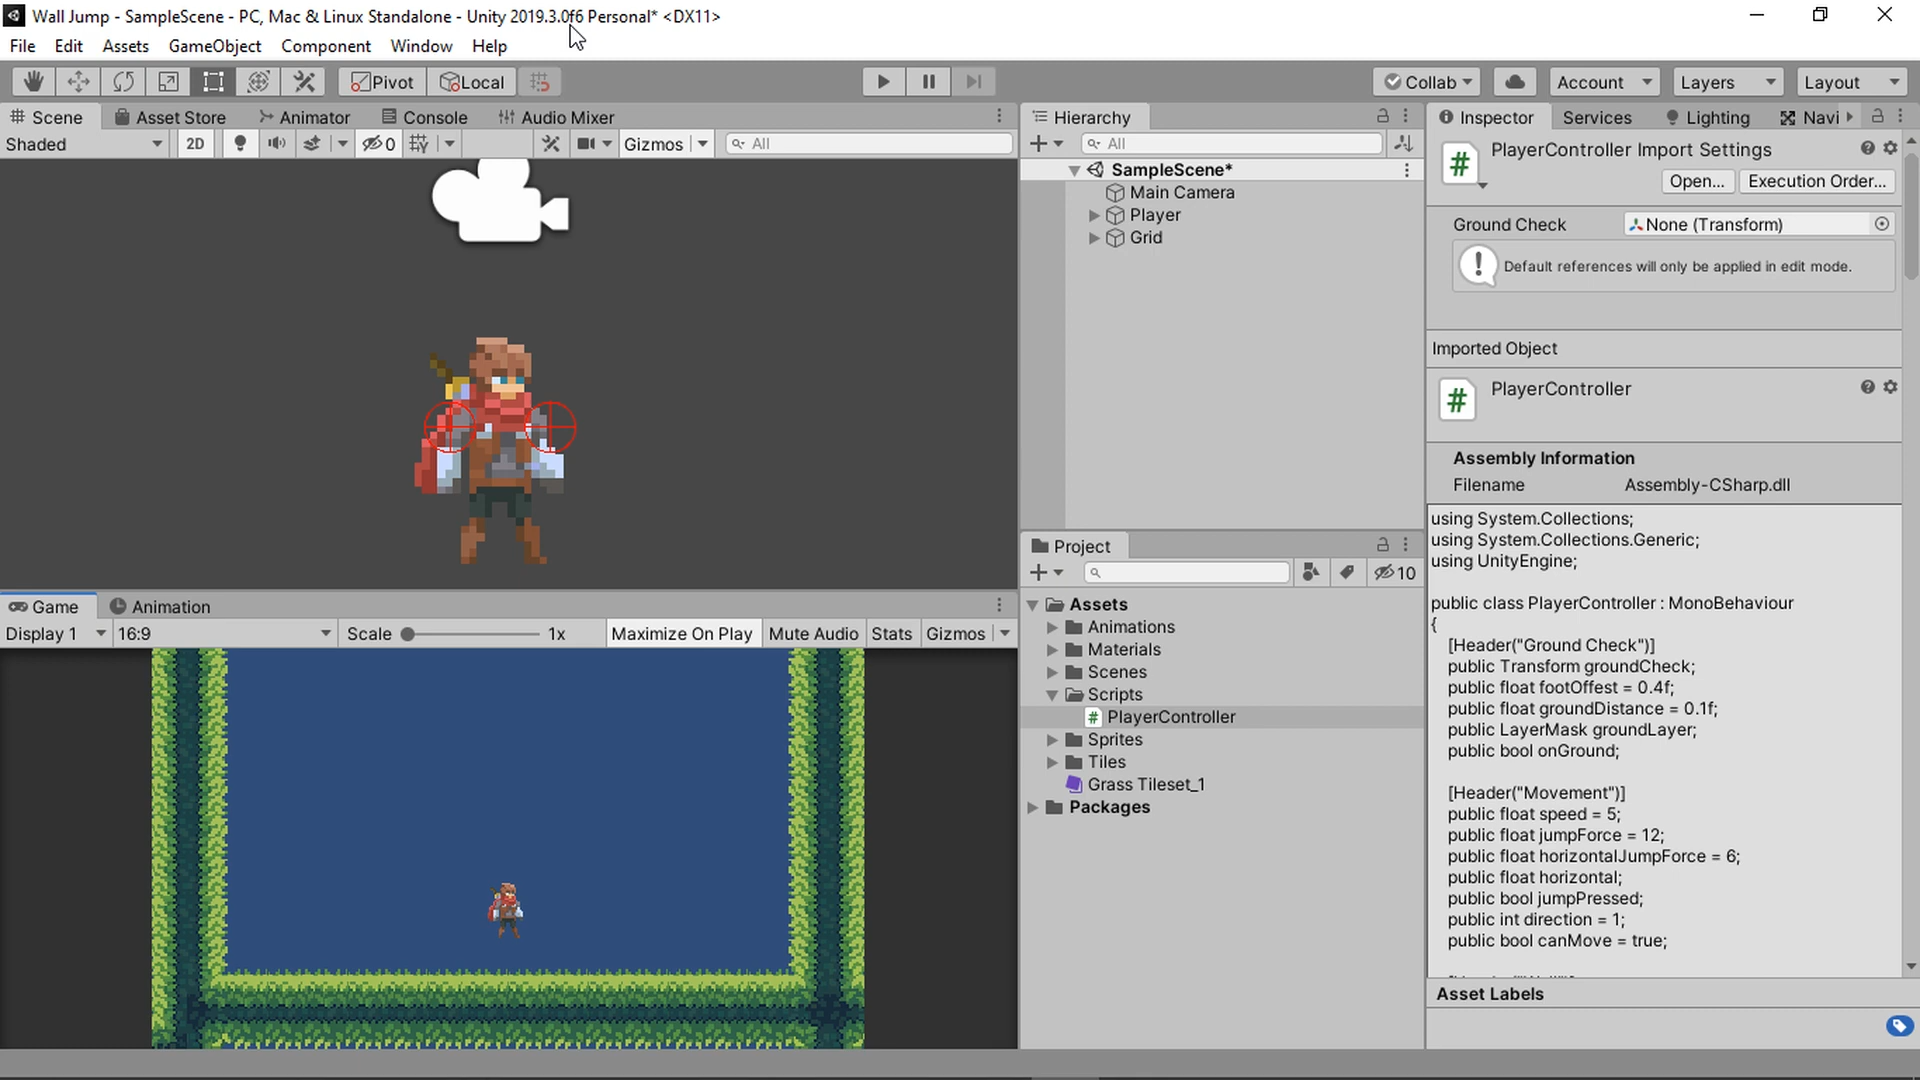 Wall Jump - SampleScene - PC, Mac & Linux Standalone - Unity 2019.3.0f6 Personal* <DX11>
File Edit Assets GameObject Component Window Help
Pivot Local Collab Account Layers Layout
Scene Asset Store Animator Console Audio Mixer
Shaded 2D 0 Gizmos All
Game Animation
Display 1 16:9 Scale 1x Maximize On Play Mute Audio Stats Gizmos
Hierarchy
All
SampleScene*
Main Camera
Player
Grid
Project
10
Assets
Animations
Materials
Scenes
Scripts
# PlayerController
Sprites
Tiles
Grass Tileset_1
Packages
Inspector Services Lighting Navi
# PlayerController Import Settings
Open... Execution Order...
Ground Check None (Transform)
Default references will only be applied in edit mode.
Imported Object
# PlayerController
Assembly Information
Filename Assembly-CSharp.dll
using System.Collections;
using System.Collections.Generic;
using UnityEngine;
public class PlayerController : MonoBehaviour
{
[Header("Ground Check")]
public Transform groundCheck;
public float footOffest = 0.4f;
public float groundDistance = 0.1f;
public LayerMask groundLayer;
public bool onGround;
[Header("Movement")]
public float speed = 5;
public float jumpForce = 12;
public float horizontalJumpForce = 6;
public float horizontal;
public bool jumpPressed;
public int direction = 1;
public bool canMove = true;
Asset Labels